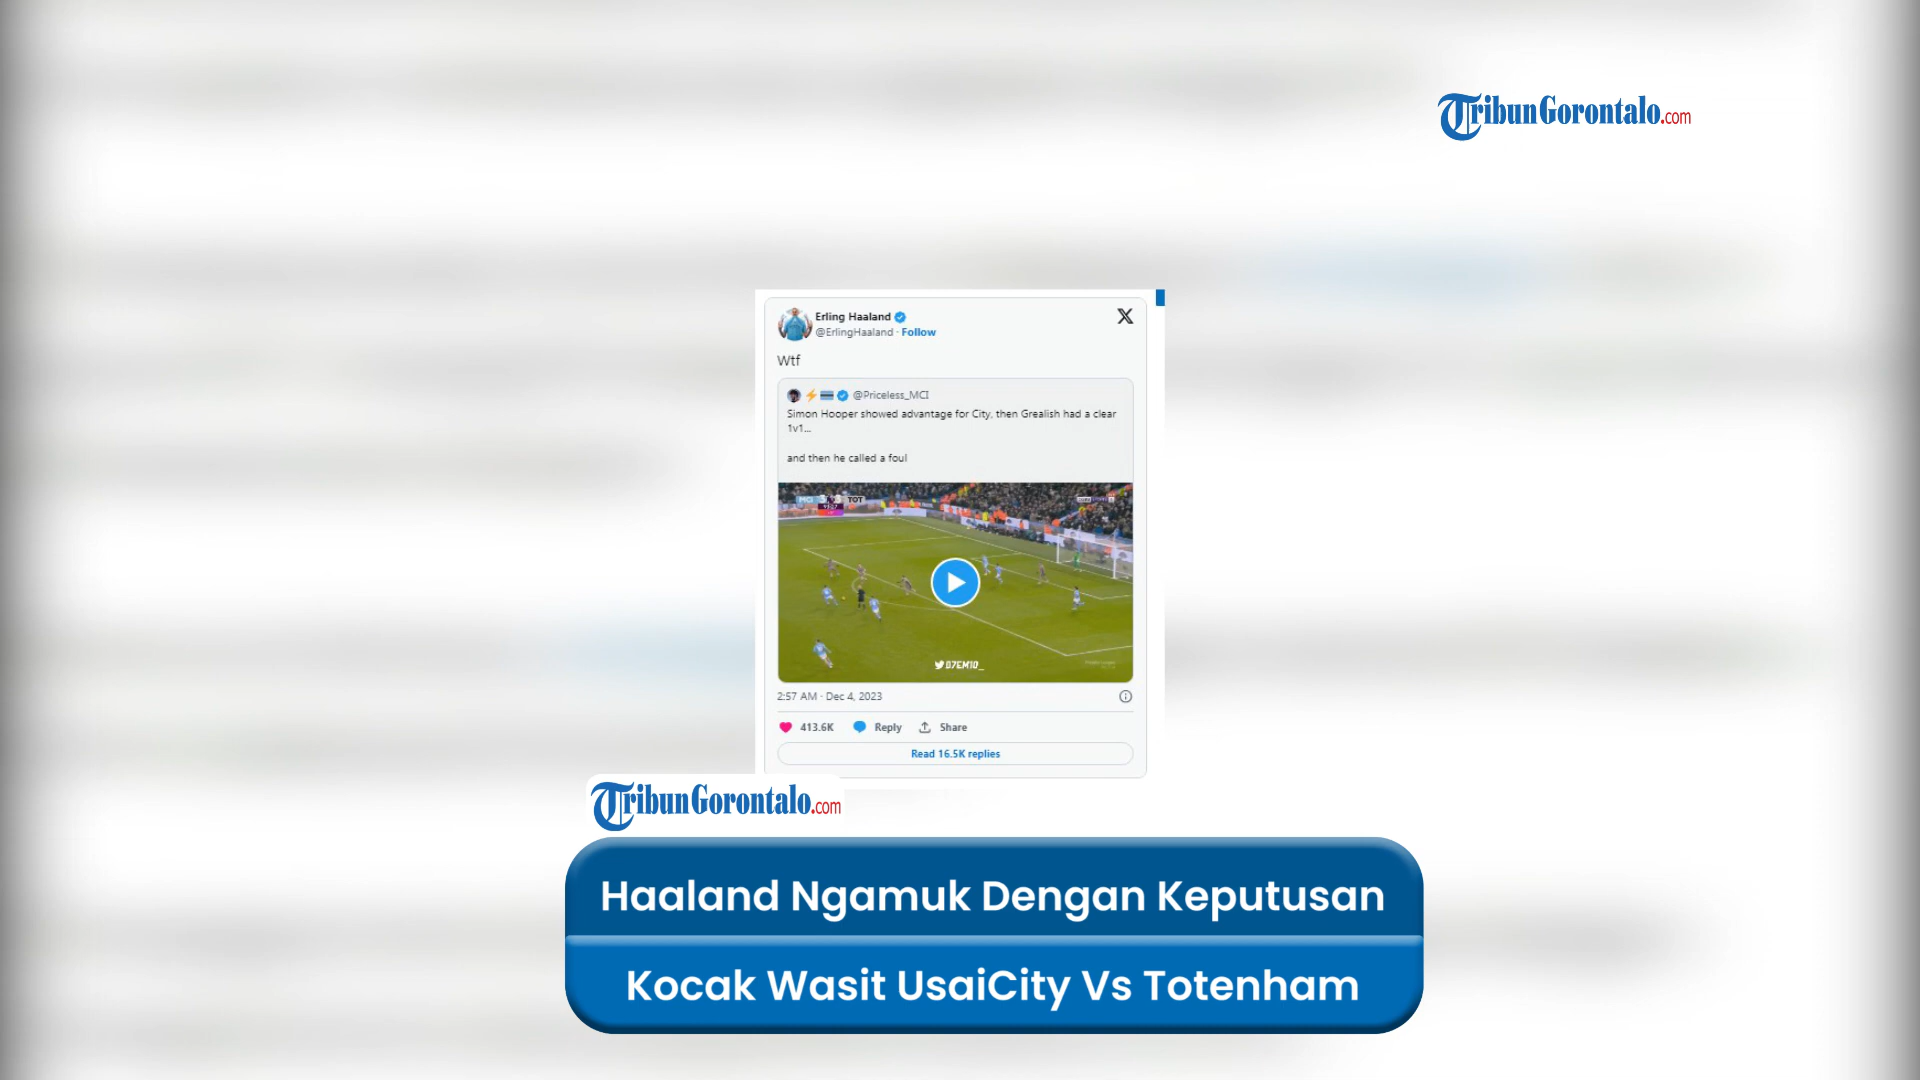 TribunGorontalo.com
Erling Haaland
@ErlingHaaland · Follow
Wtf
@Priceless_MCI
Simon Hooper showed advantage for City, then Grealish had a clear
1v1...
and then he called a foul
MCI
TOT
2:57 AM · Dec 4, 2023
413.6K Reply Share
Read 16.5K replies
TribunGorontalo.com
Haaland Ngamuk Dengan Keputusan
Kocak Wasit UsaiCity Vs Totenham